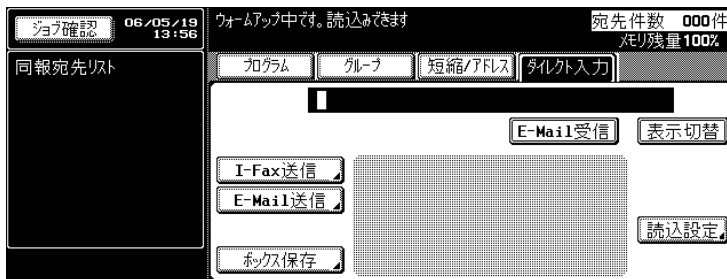 ジョブ確認
06/05/19
13:56
ウォームアップ中です。読込みできます
宛先件数 000件
メモリ残量100%
同報宛先リスト
プログラム
グループ
短縮/アドレス
ダイレクト入力
E-Mail受信
表示切替
I-Fax送信
E-Mail送信
読込設定
ボックス保存